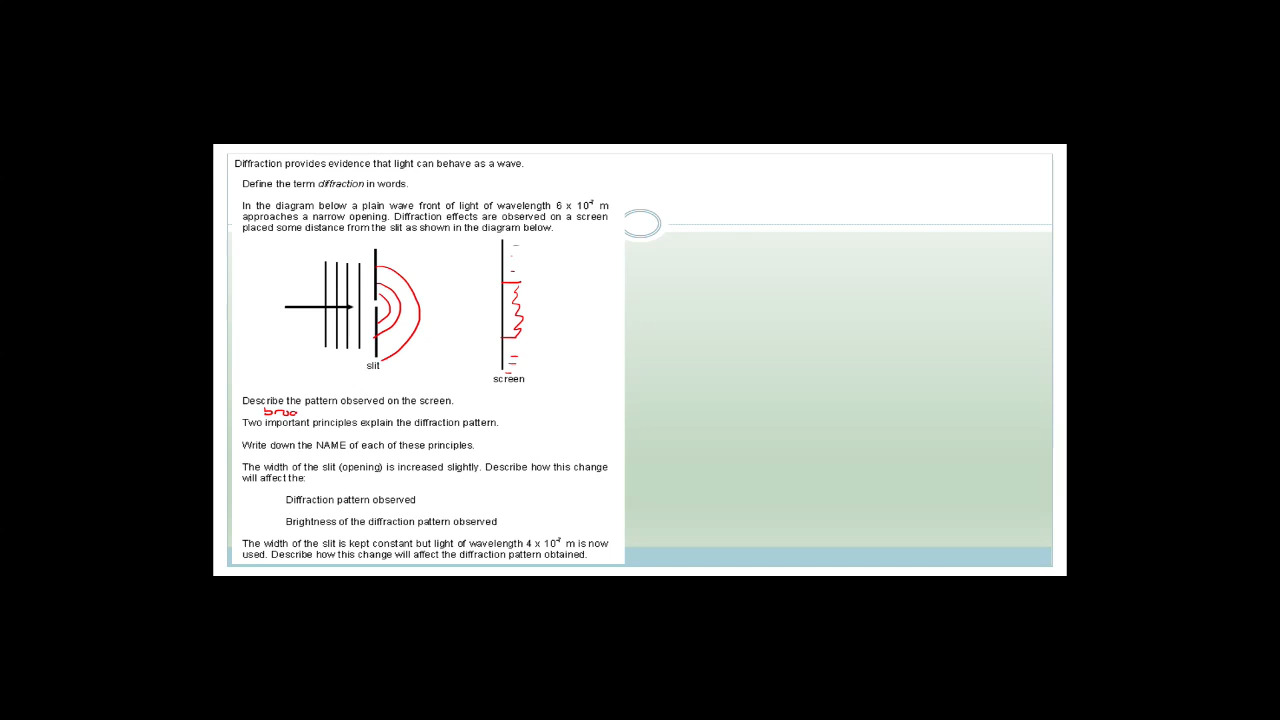 Diffraction provides evidence that light can behave as a wave.
Define the term diffraction in words.
In the diagram below a plain wave front of light of wavelength 6 x 10⁻⁷ m
approaches a narrow opening. Diffraction effects are observed on a screen
placed some distance from the slit as shown in the diagram below.
slit
screen
Describe the pattern observed on the screen.
Two important principles explain the diffraction pattern.
Write down the NAME of each of these principles.
The width of the slit (opening) is increased slightly. Describe how this change
will affect the:
Diffraction pattern observed
Brightness of the diffraction pattern observed
The width of the slit is kept constant but light of wavelength 4 x 10⁻⁷ m is now
used. Describe how this change will affect the diffraction pattern obtained.